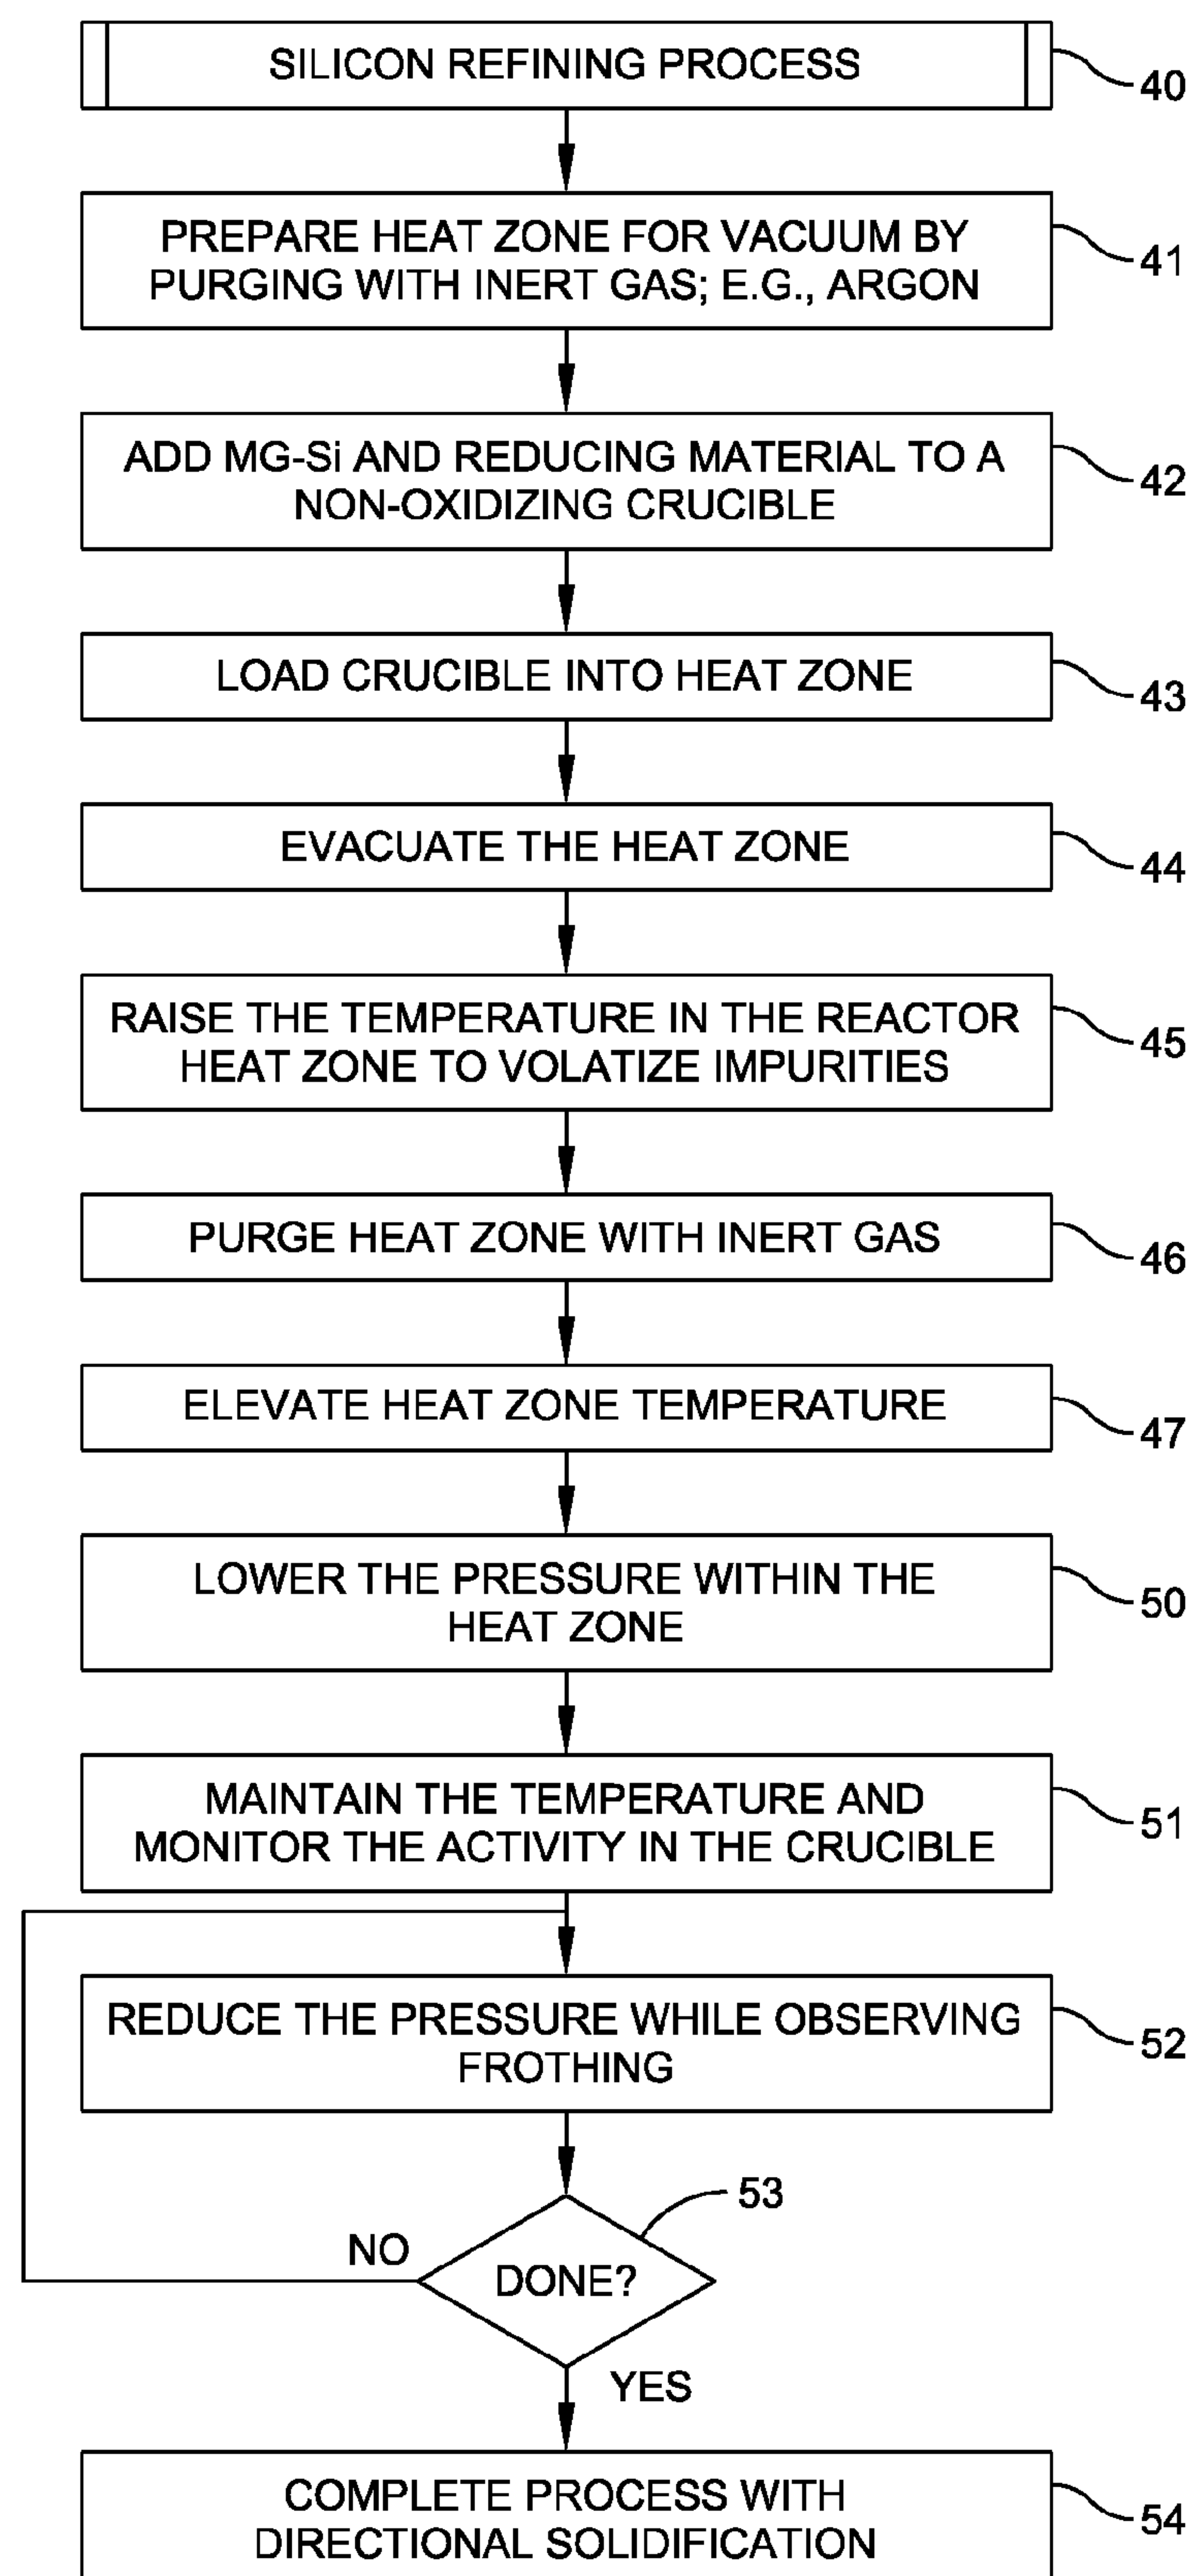 SILICON REFINING PROCESS
40
PREPARE HEAT ZONE FOR VACUUM BY
PURGING WITH INERT GAS; E.G., ARGON
41
ADD MG-Si AND REDUCING MATERIAL TO A
NON-OXIDIZING CRUCIBLE
42
LOAD CRUCIBLE INTO HEAT ZONE
43
EVACUATE THE HEAT ZONE
44
RAISE THE TEMPERATURE IN THE REACTOR
HEAT ZONE TO VOLATIZE IMPURITIES
45
PURGE HEAT ZONE WITH INERT GAS
46
ELEVATE HEAT ZONE TEMPERATURE
47
LOWER THE PRESSURE WITHIN THE
HEAT ZONE
50
MAINTAIN THE TEMPERATURE AND
MONITOR THE ACTIVITY IN THE CRUCIBLE
51
REDUCE THE PRESSURE WHILE OBSERVING
FROTHING
52
53
NO
DONE?
YES
COMPLETE PROCESS WITH
DIRECTIONAL SOLIDIFICATION
54